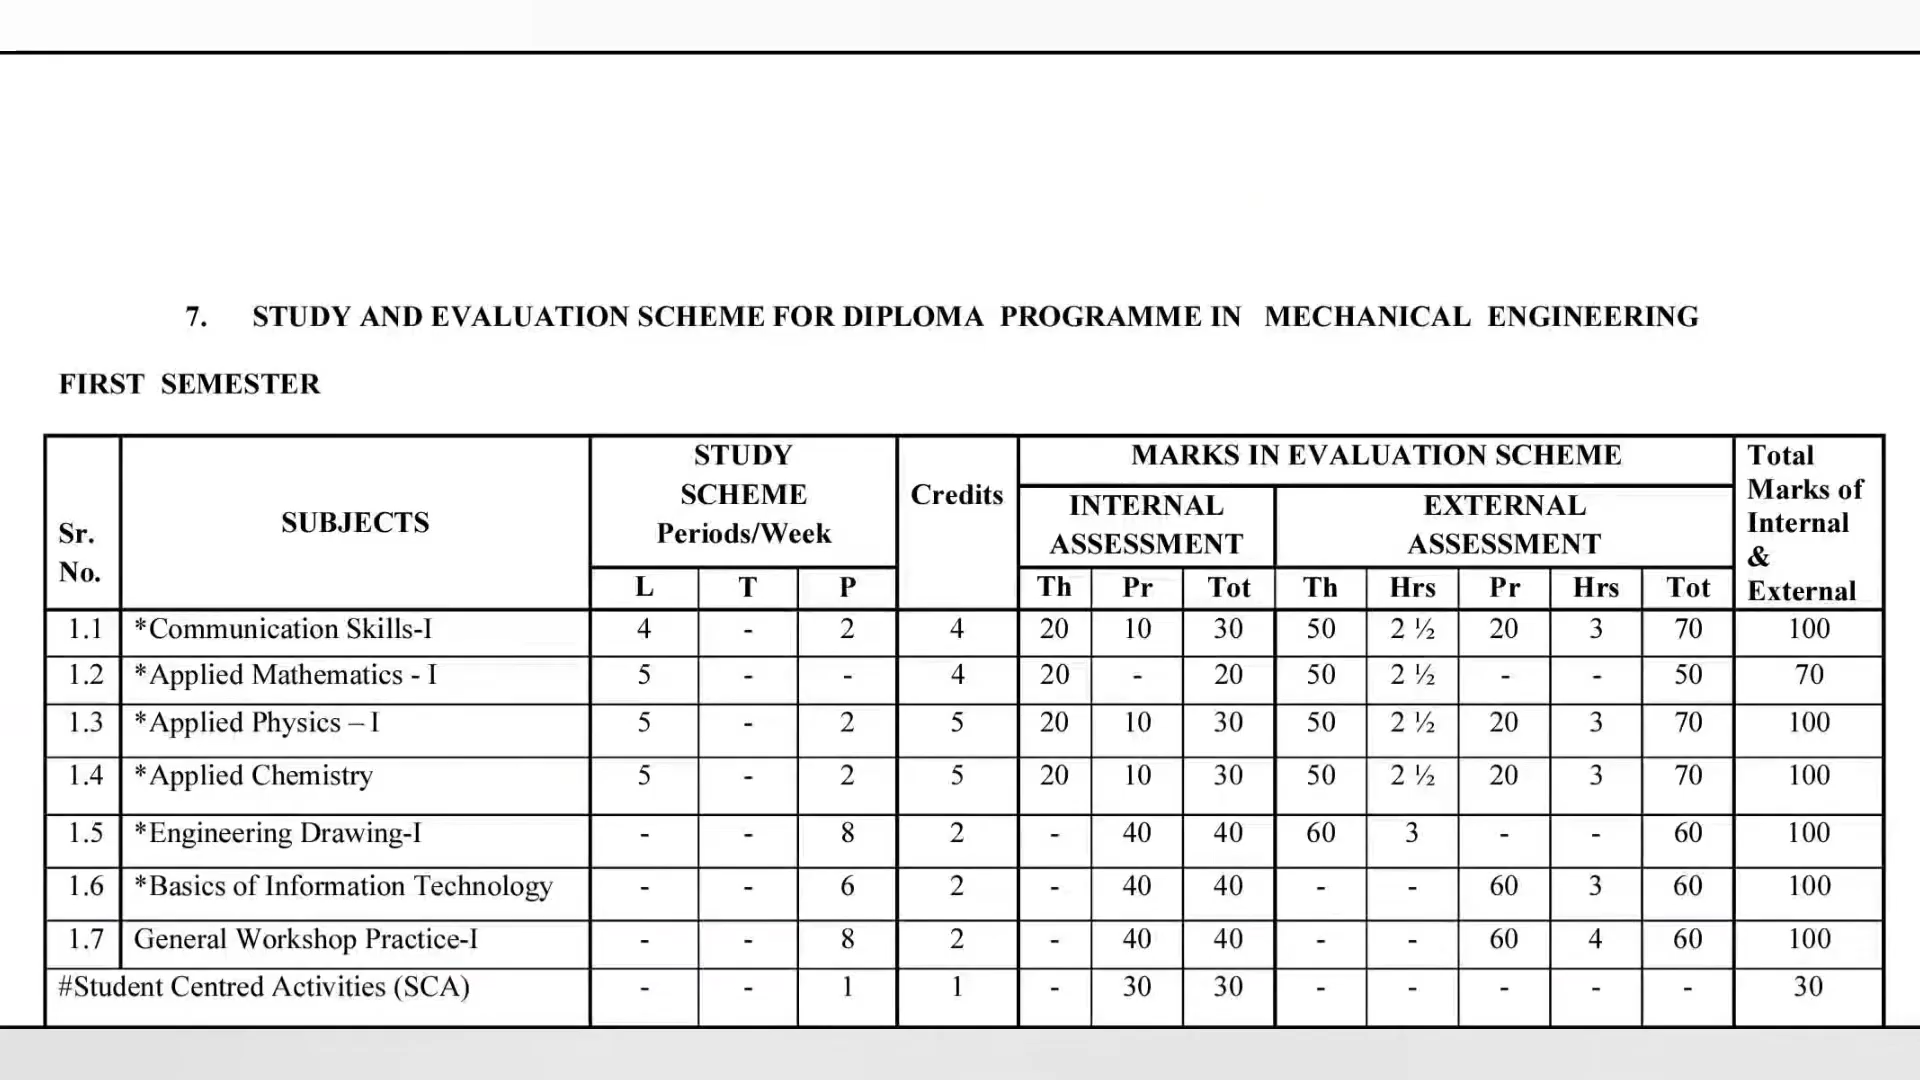 7. STUDY AND EVALUATION SCHEME FOR DIPLOMA PROGRAMME IN MECHANICAL ENGINEERING
FIRST SEMESTER
Sr. No. SUBJECTS STUDY SCHEME Periods/Week Credits MARKS IN EVALUATION SCHEME Total Marks of Internal & External
INTERNAL ASSESSMENT EXTERNAL ASSESSMENT
L T P Th Pr Tot Th Hrs Pr Hrs Tot
1.1 *Communication Skills-I 4 - 2 4 20 10 30 50 2 ½ 20 3 70 100
1.2 *Applied Mathematics - I 5 - - 4 20 - 20 50 2 ½ - - 50 70
1.3 *Applied Physics – I 5 - 2 5 20 10 30 50 2 ½ 20 3 70 100
1.4 *Applied Chemistry 5 - 2 5 20 10 30 50 2 ½ 20 3 70 100
1.5 *Engineering Drawing-I - - 8 2 - 40 40 60 3 - - 60 100
1.6 *Basics of Information Technology - - 6 2 - 40 40 - - 60 3 60 100
1.7 General Workshop Practice-I - - 8 2 - 40 40 - - 60 4 60 100
#Student Centred Activities (SCA) - - 1 1 - 30 30 - - - - - 30